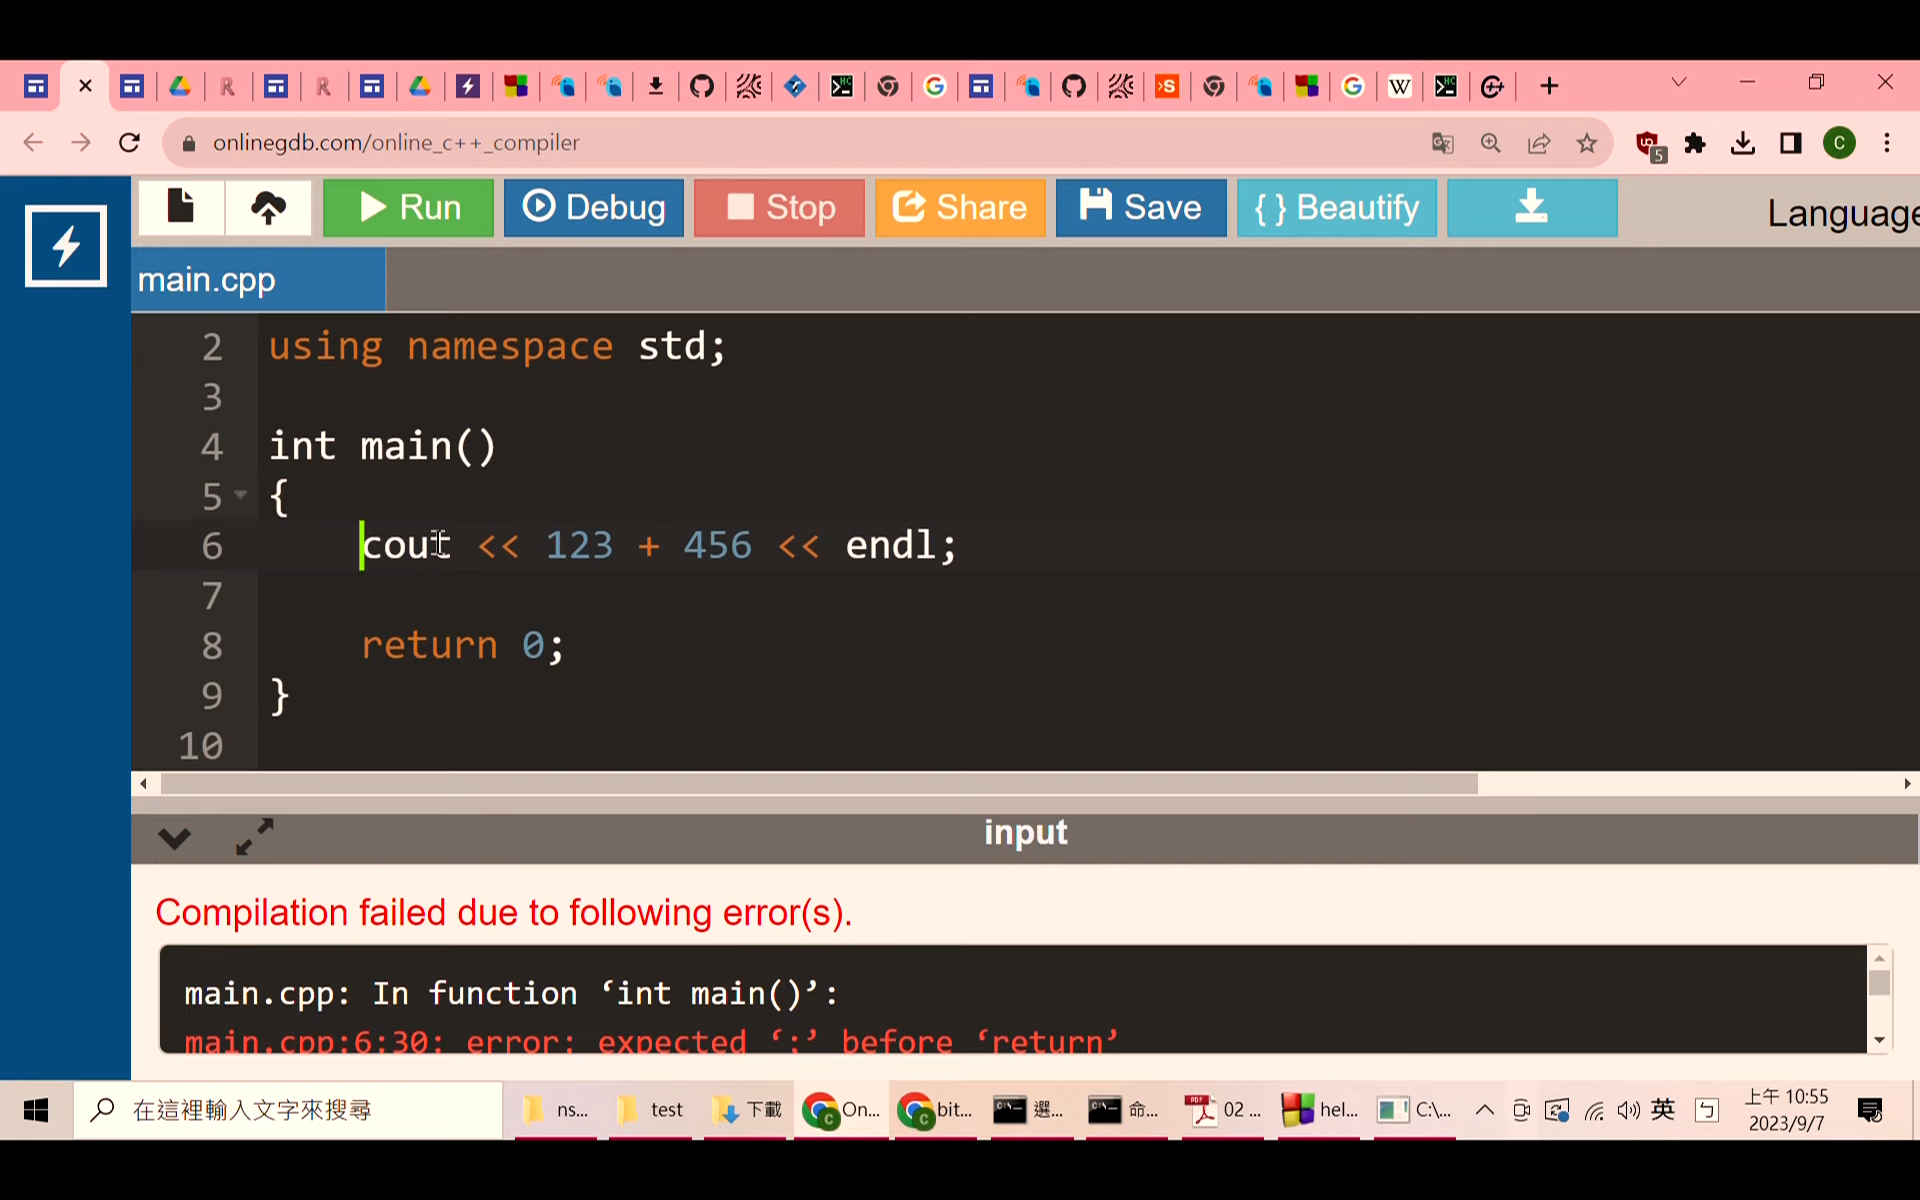 onlinegdb.com/online_c++_compiler
5
C
Run
Debug
Stop
Share
Save
{ } Beautify
Language
main.cpp
2 using namespace std;
3
4 int main()
5 {
6 cout << 123 + 456 << endl;
7
8 return 0;
9 }
10
input
Compilation failed due to following error(s).
main.cpp: In function ‘int main()’:
main.cpp:6:30: error: expected ‘;’ before ‘return’
在這裡輸入文字來搜尋
ns...
test
下載
On...
bit...
選...
命...
02 ...
hel...
C:\...
英
上午 10:55
2023/9/7